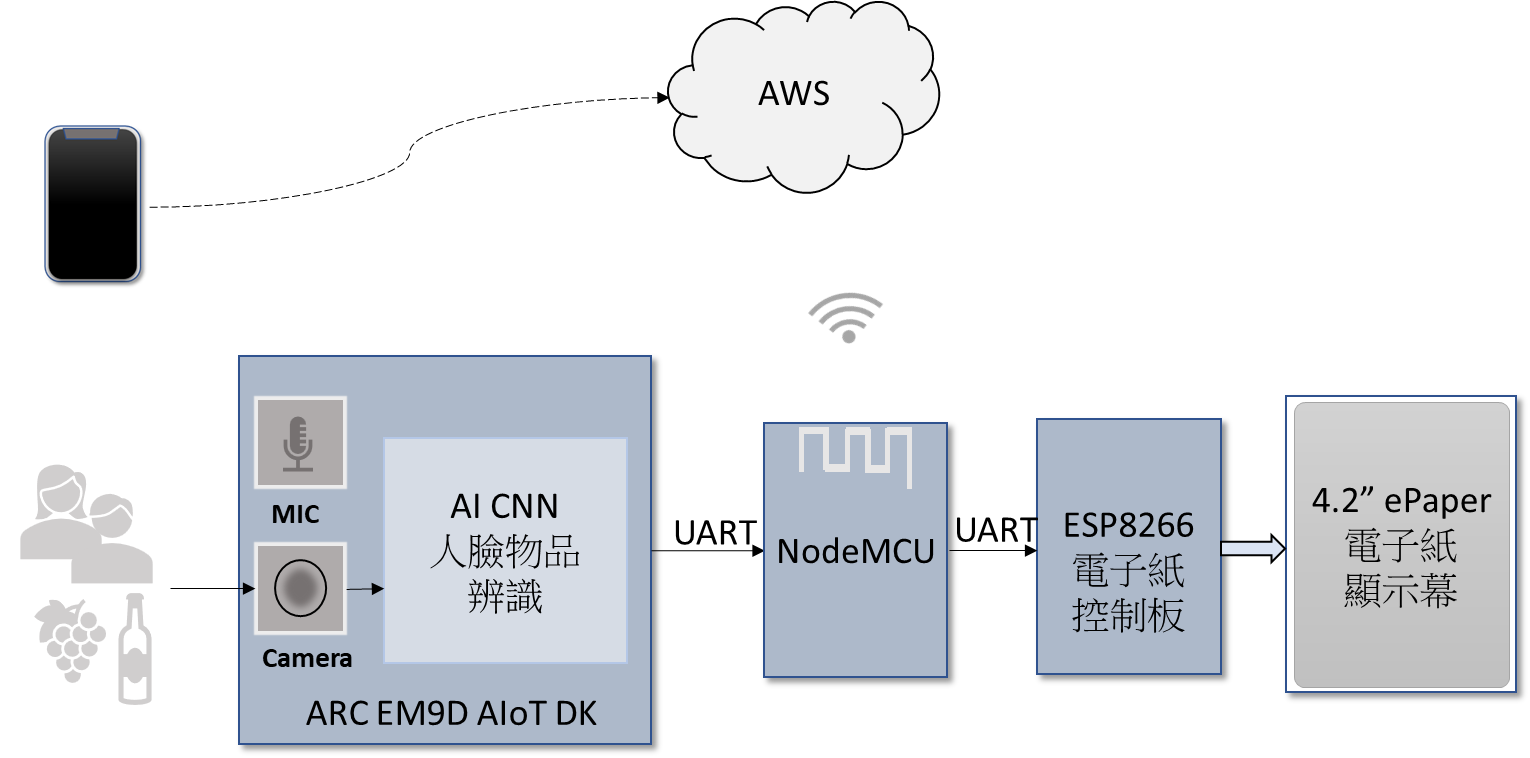 AWS
MIC
Camera
AI CNN
人臉物品
辨識
ARC EM9D AIoT DK
UART
NodeMCU
UART
ESP8266
電子紙
控制板
4.2” ePaper
電子紙
顯示幕